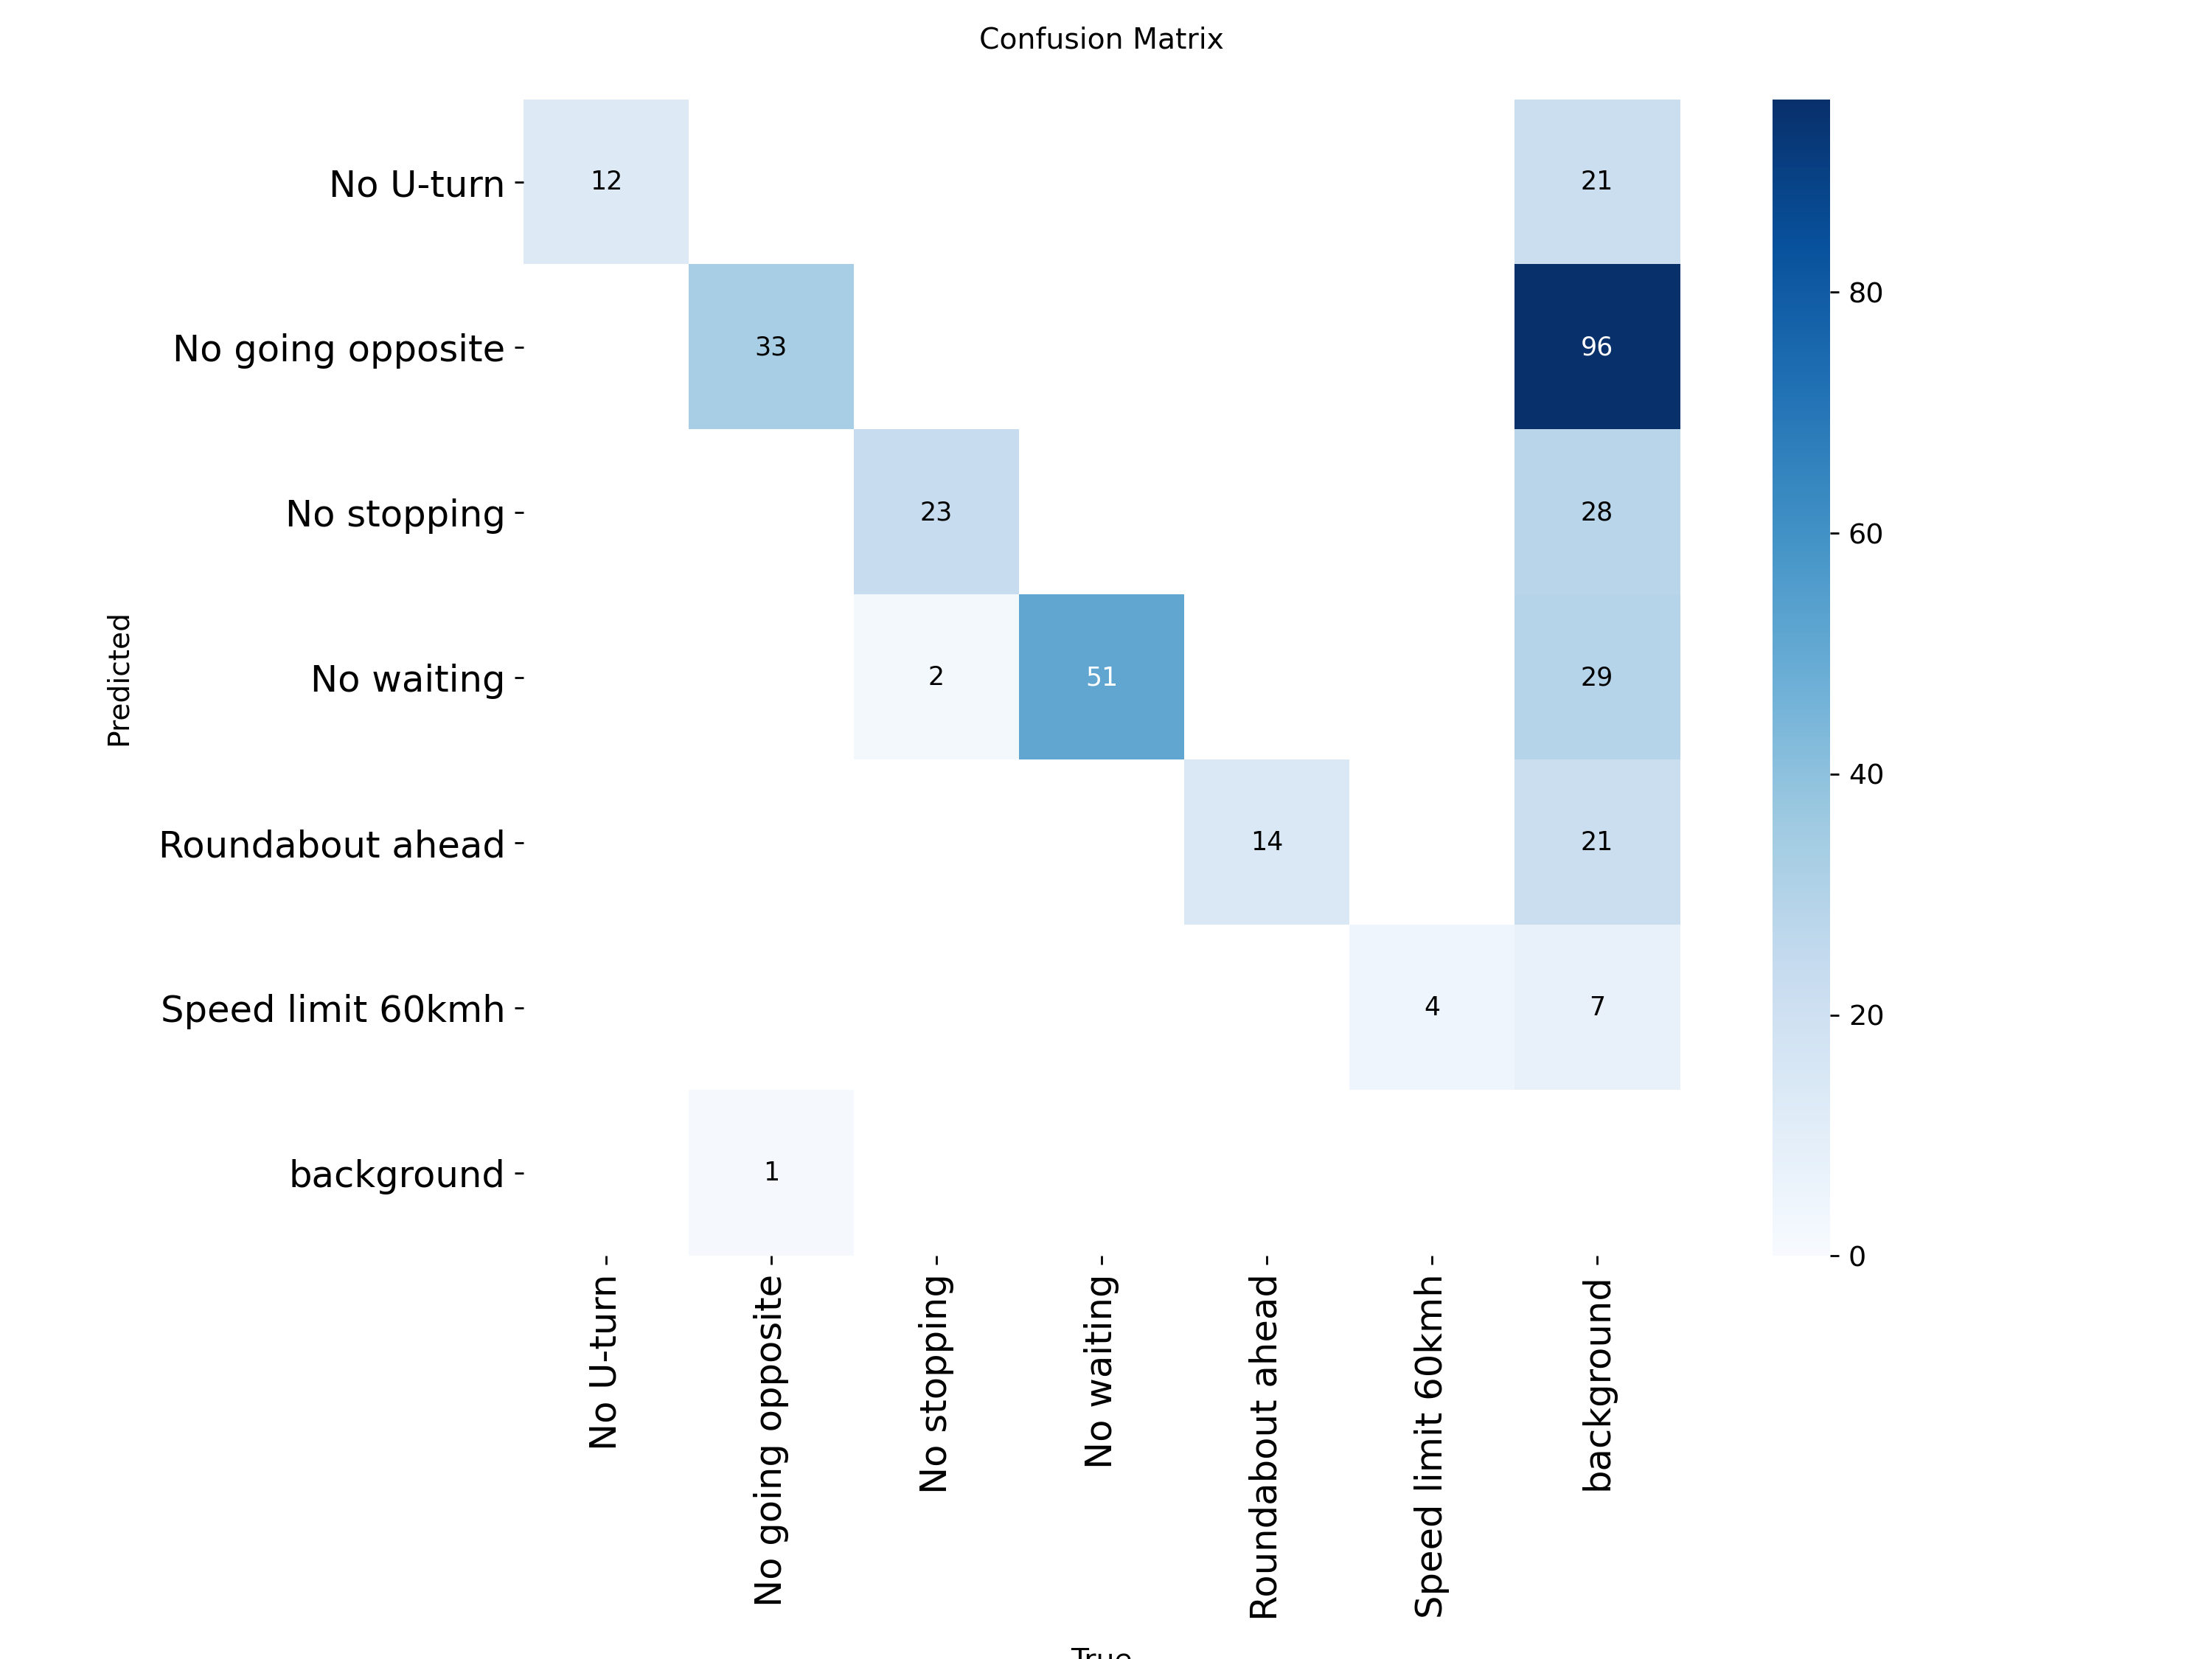 Confusion Matrix
No U-turn 12 21
No going opposite 33 96
80
No stopping 23 28
60
Predicted
No waiting 2 51 29
40
Roundabout ahead 14 21
Speed limit 60kmh 4 7
20
background 1
0
No U-turn
No going opposite
No stopping
No waiting
Roundabout ahead
Speed limit 60kmh
background
True